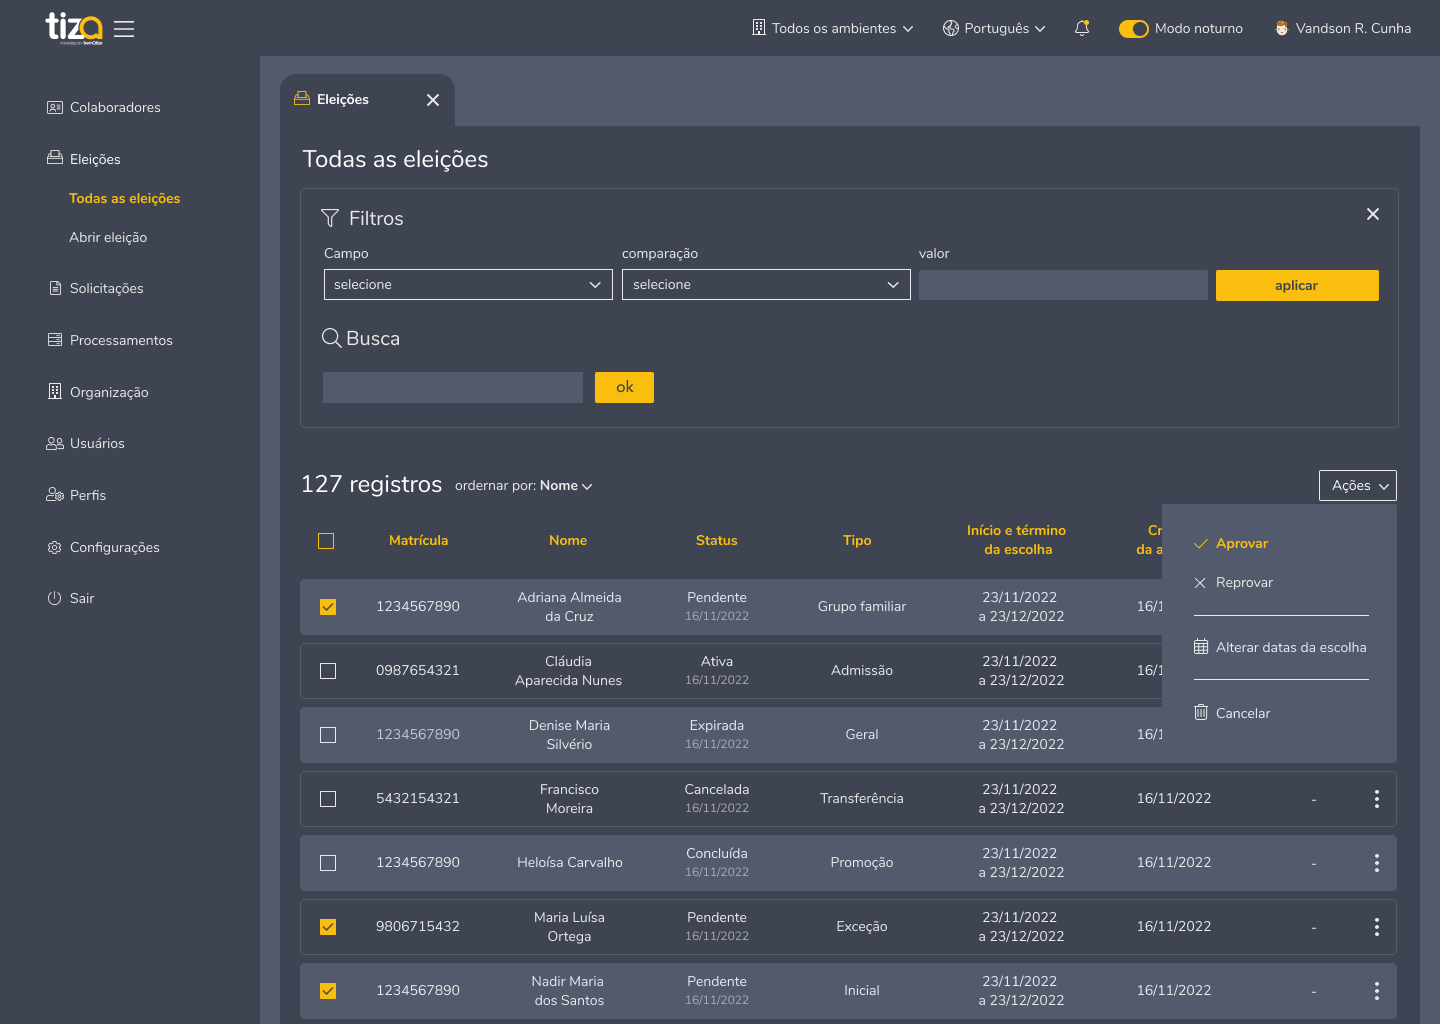 tiza
Todos os ambientes
Português
Modo noturno
Vandson R. Cunha
Colaboradores
Eleições
Todas as eleições
Abrir eleição
Solicitações
Processamentos
Organização
Usuários
Perfis
Configurações
Sair
Eleições
Todas as eleições
Filtros
Campo
comparação
valor
selecione
selecione
aplicar
Busca
ok
127 registros
ordernar por: Nome
Ações
Matrícula
Nome
Status
Tipo
Início e término
da escolha
Cr
da a
Aprovar
Reprovar
Alterar datas da escolha
Cancelar
1234567890
Adriana Almeida
da Cruz
Pendente
16/11/2022
Grupo familiar
23/11/2022
a 23/12/2022
16/1
0987654321
Cláudia
Aparecida Nunes
Ativa
16/11/2022
Admissão
23/11/2022
a 23/12/2022
16/1
1234567890
Denise Maria
Silvério
Expirada
16/11/2022
Geral
23/11/2022
a 23/12/2022
16/1
5432154321
Francisco
Moreira
Cancelada
16/11/2022
Transferência
23/11/2022
a 23/12/2022
16/11/2022
-
1234567890
Heloísa Carvalho
Concluída
16/11/2022
Promoção
23/11/2022
a 23/12/2022
16/11/2022
-
9806715432
Maria Luísa
Ortega
Pendente
16/11/2022
Exceção
23/11/2022
a 23/12/2022
16/11/2022
-
1234567890
Nadir Maria
dos Santos
Pendente
16/11/2022
Inicial
23/11/2022
a 23/12/2022
16/11/2022
-